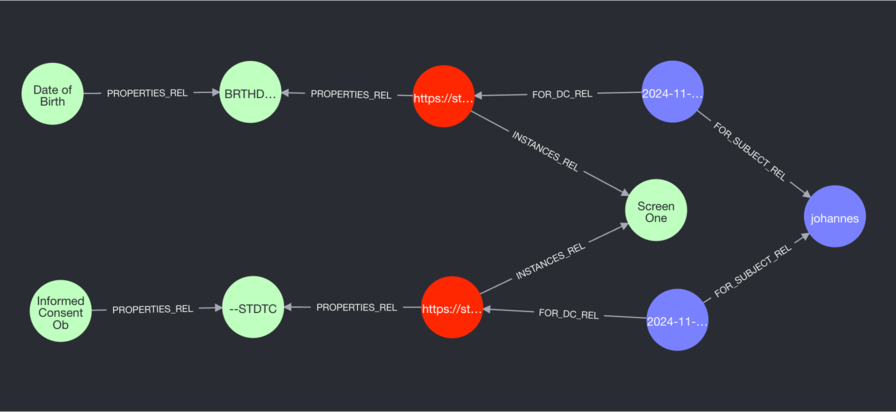 Date of
Birth
PROPERTIES_REL
BRTHD...
PROPERTIES_REL
https://st...
FOR_DC_REL
2024-11-...
FOR_SUBJECT_REL
INSTANCES_REL
Screen
One
johannes
INSTANCES_REL
FOR_SUBJECT_REL
Informed
Consent
Ob
PROPERTIES_REL
--STDTC
PROPERTIES_REL
https://st...
FOR_DC_REL
2024-11-...